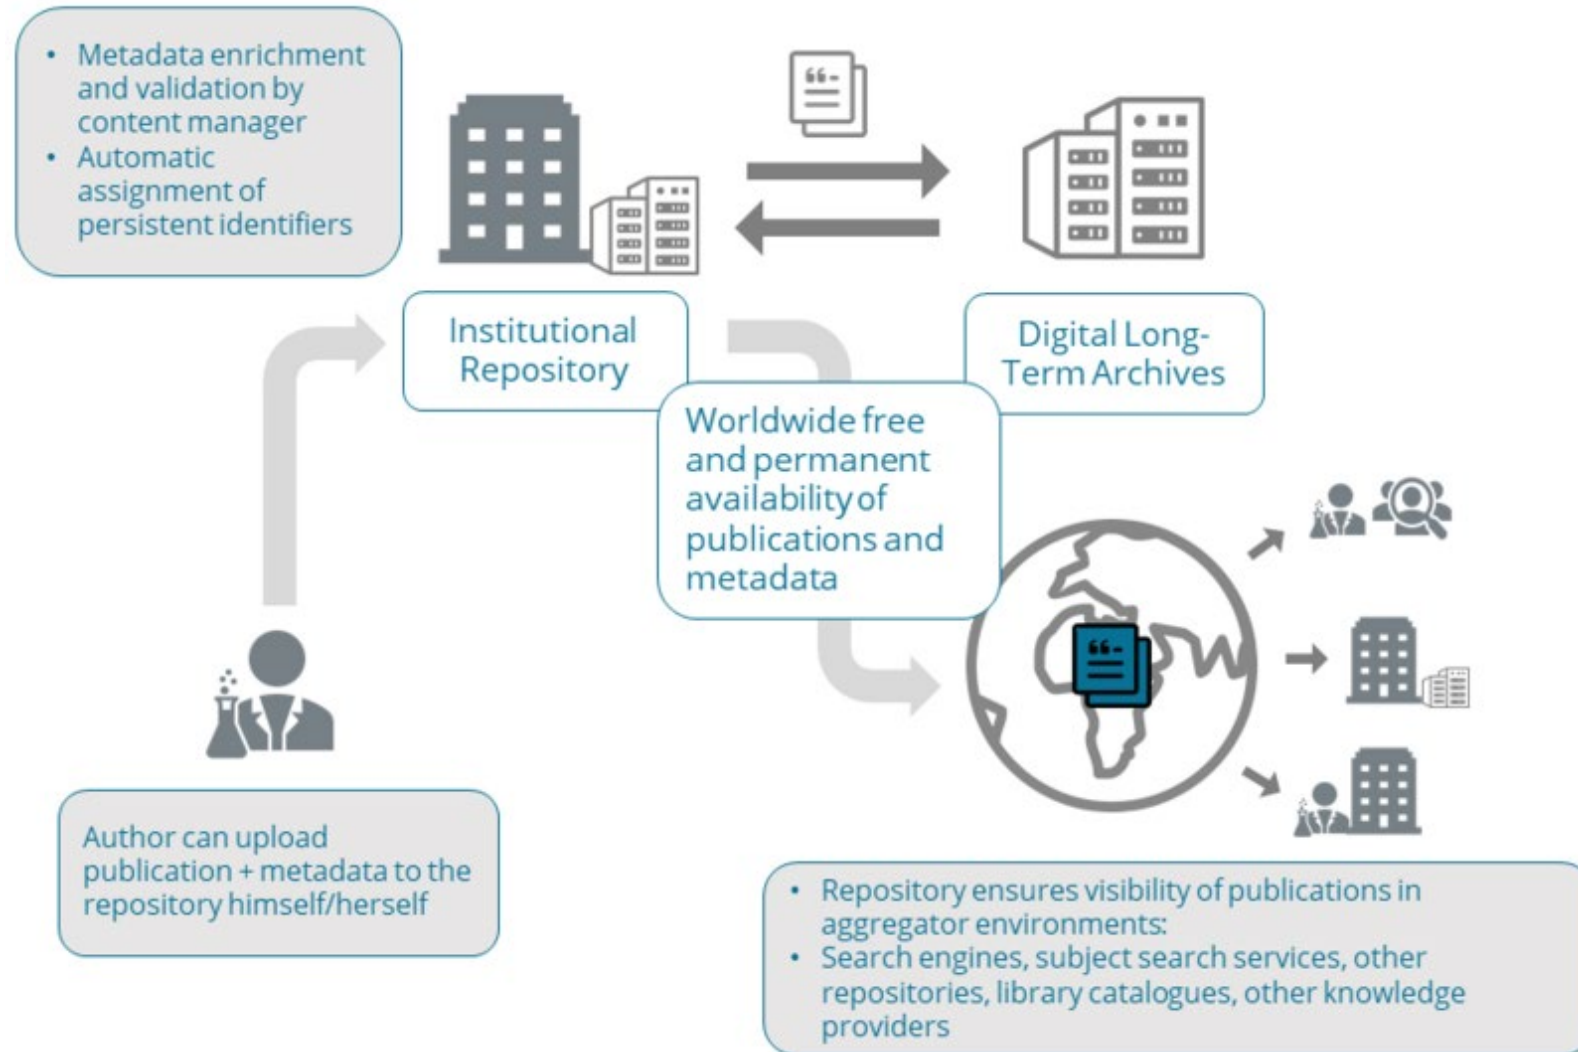 • Metadata enrichment
and validation by
content manager
• Automatic
assignment of
persistent identifiers
Institutional
Repository
Digital Long-
Term Archives
Worldwide free
and permanent
availability of
publications and
metadata
Author can upload
publication + metadata to the
repository himself/herself
• Repository ensures visibility of publications in
aggregator environments:
• Search engines, subject search services, other
repositories, library catalogues, other knowledge
providers